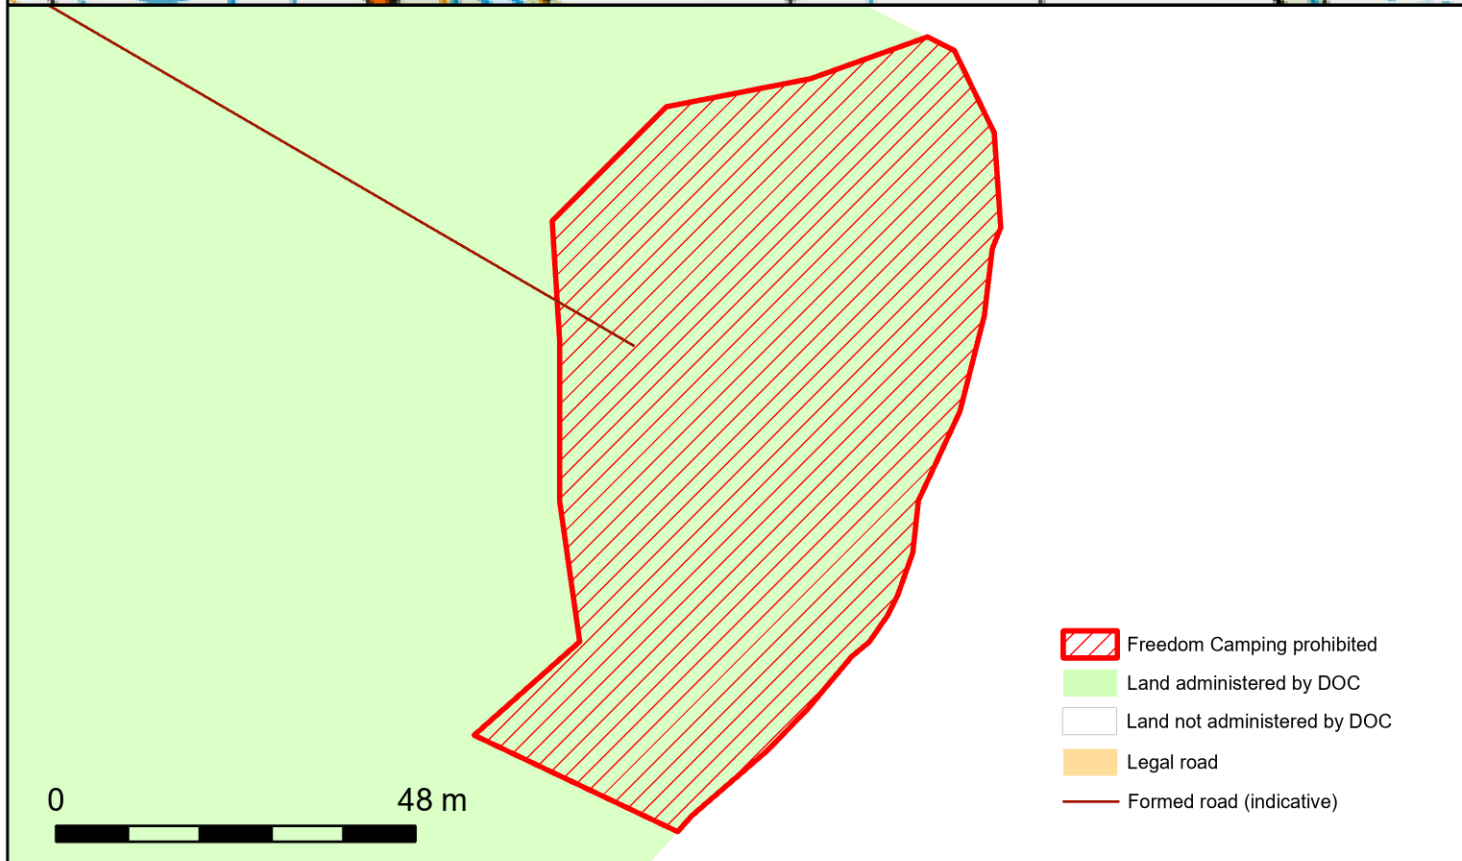 Freedom Camping prohibited
Land administered by DOC
Land not administered by DOC
Legal road
Formed road (indicative)
0 48 m